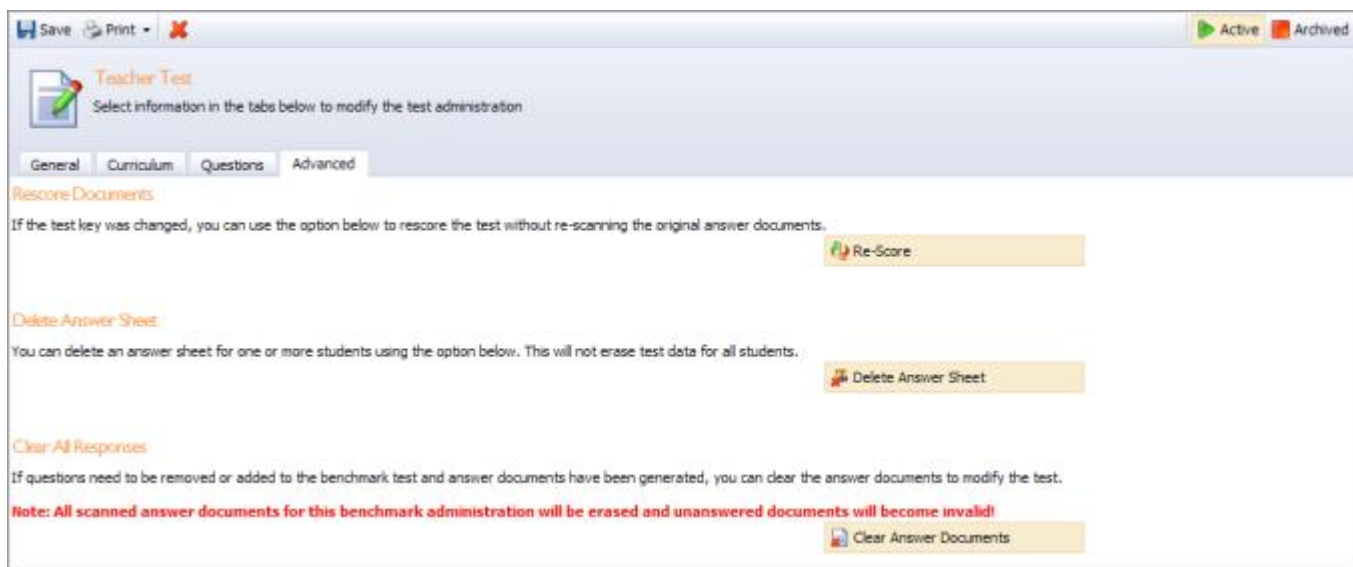 Save Print Active Archived
Teacher Test
Select information in the tabs below to modify the test administration
General Curriculum Questions Advanced
Rescore Documents
If the test key was changed, you can use the option below to rescore the test without re-scanning the original answer documents.
Re-Score
Delete Answer Sheet
You can delete an answer sheet for one or more students using the option below. This will not erase test data for all students.
Delete Answer Sheet
Clear All Responses
If questions need to be removed or added to the benchmark test and answer documents have been generated, you can clear the answer documents to modify the test.
Note: All scanned answer documents for this benchmark administration will be erased and unanswered documents will become invalid!
Clear Answer Documents